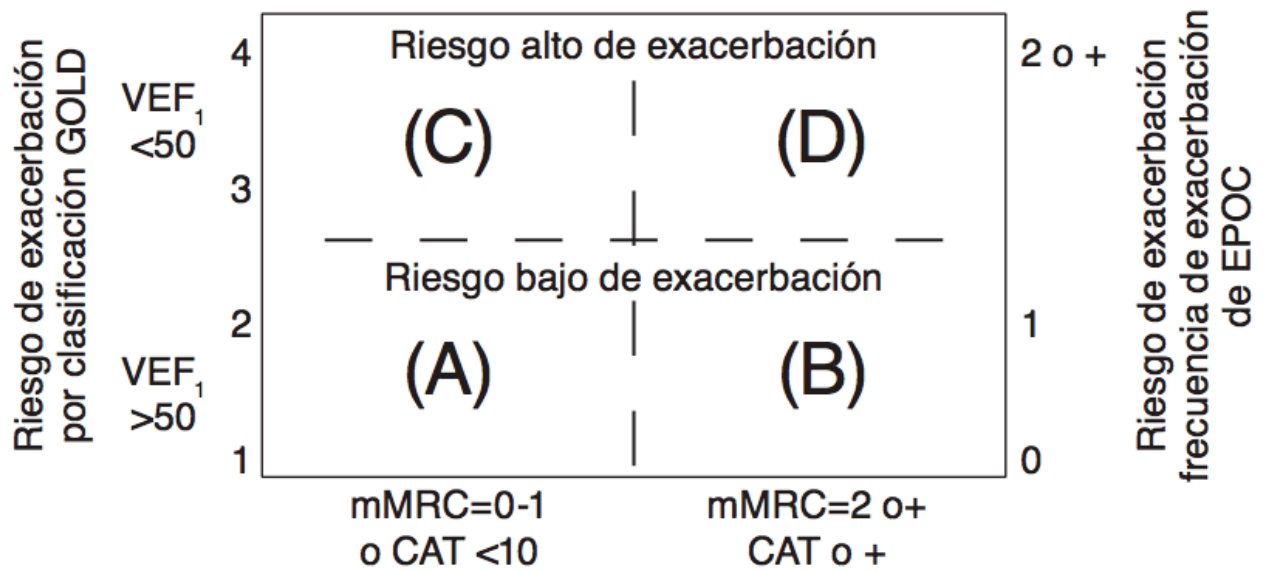 Riesgo de exacerbación
por clasificación GOLD
4
VEF₁
<50
3
2
VEF₁
>50
1
Riesgo alto de exacerbación
(C)
(D)
Riesgo bajo de exacerbación
(A)
(B)
2 o +
1
0
Riesgo de exacerbación
frecuencia de exacerbación
de EPOC
mMRC=0-1
o CAT <10
mMRC=2 o+
CAT o +